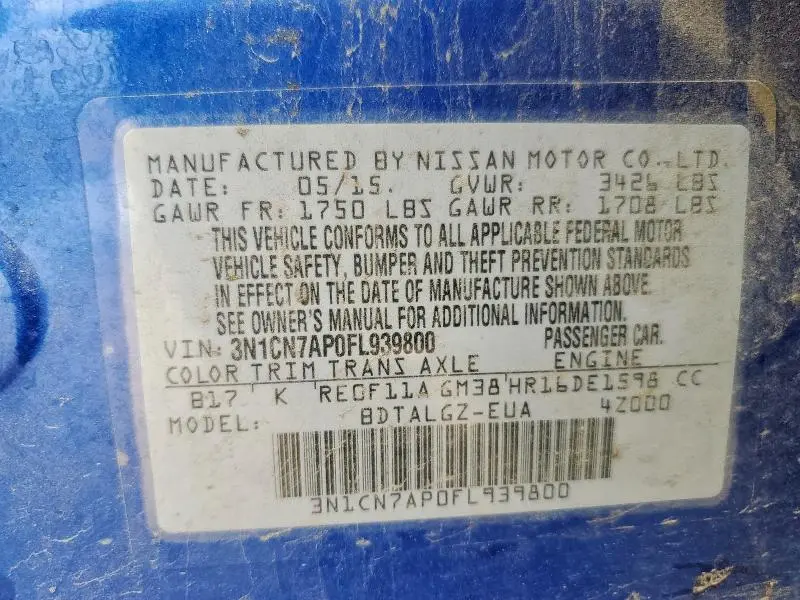 MANUFACTURED BY NISSAN MOTOR CO., LTD.
DATE: 05/15. GVWR: 3426 LBS
GAWR FR: 1750 LBS GAWR RR: 1708 LBS
THIS VEHICLE CONFORMS TO ALL APPLICABLE FEDERAL MOTOR
VEHICLE SAFETY, BUMPER AND THEFT PREVENTION STANDARDS
IN EFFECT ON THE DATE OF MANUFACTURE SHOWN ABOVE.
SEE OWNER'S MANUAL FOR ADDITIONAL INFORMATION.
VIN: 3N1CN7AP0FL939800 PASSENGER CAR.
COLOR TRIM TRANS AXLE ENGINE
B17 K RE0F11A GM38 HR16DE1598 CC
MODEL: BDTALGZ-EUA 4Z000
3N1CN7AP0FL939800